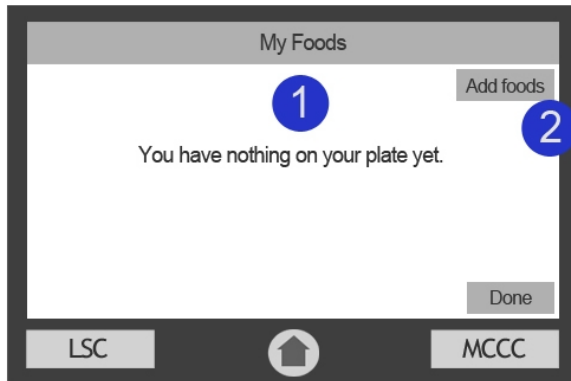 My Foods
1
Add foods
2
You have nothing on your plate yet.
Done
LSC
MCCC